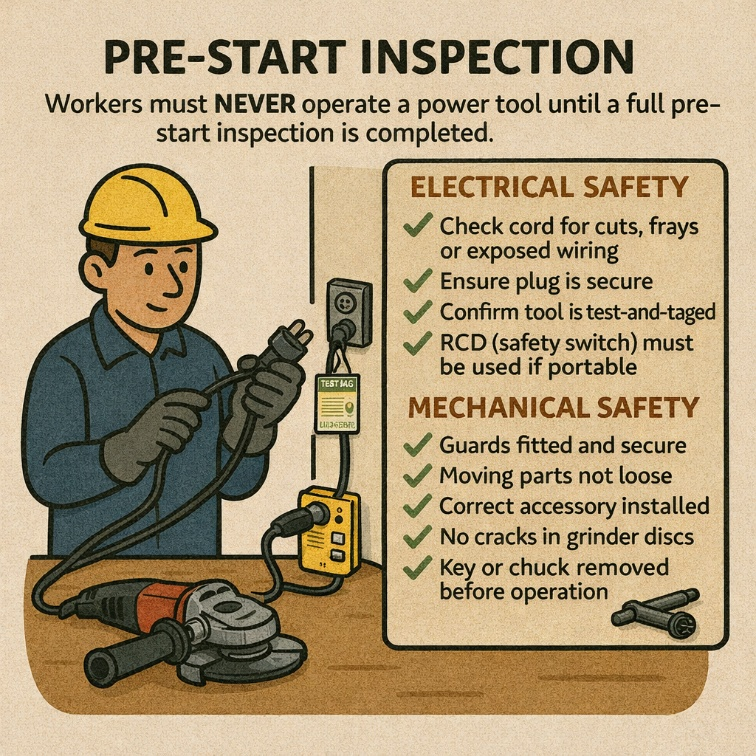 PRE-START INSPECTION
Workers must NEVER operate a power tool until a full pre-
start inspection is completed.
ELECTRICAL SAFETY
Check cord for cuts, frays
or exposed wiring
Ensure plug is secure
Confirm tool is test-and-taged
RCD (safety switch) must
be used if portable
TEST
MECHANICAL SAFETY
Guards fitted and secure
Moving parts not loose
Correct accessory installed
No cracks in grinder discs
Key or chuck removed
before operation